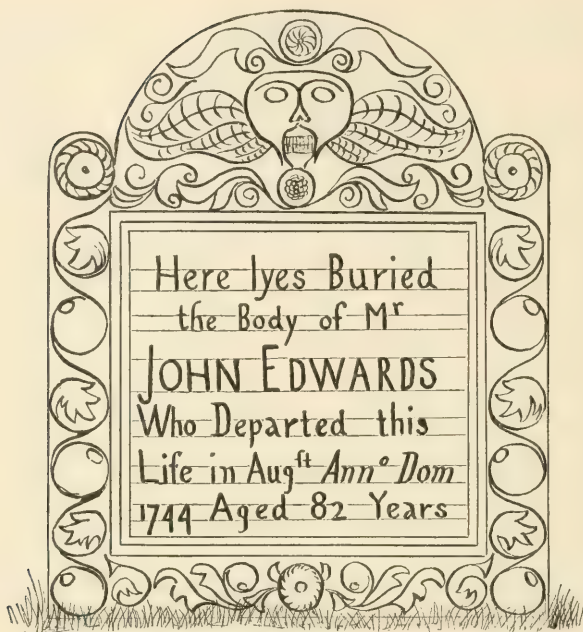 Here lyes Buried
the Body of Mr
JOHN EDWARDS
Who Departed this
Life in Augſt Ann° Dom
1744 Aged 82 Years